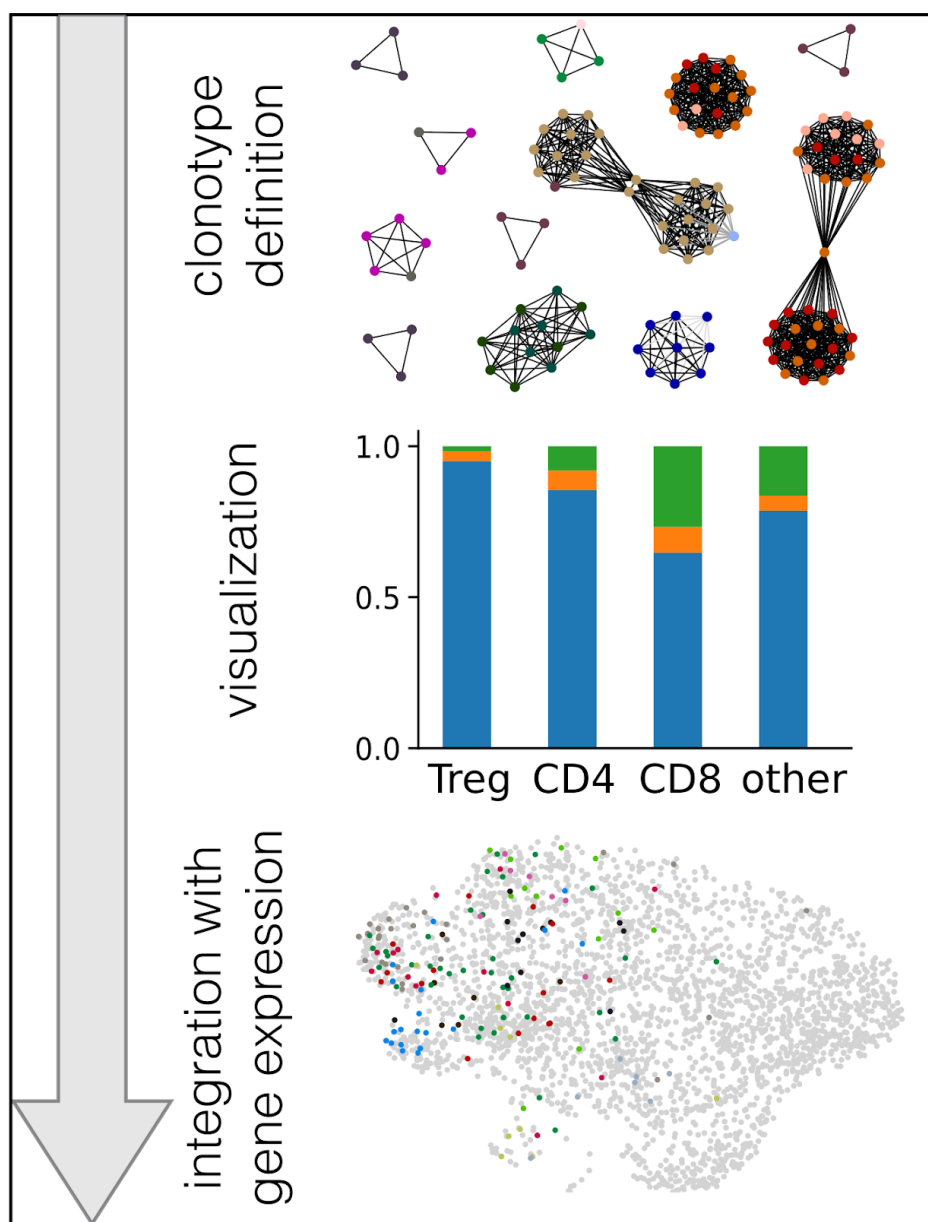 clonotype
definition
1.0
0.5
0.0
visualization
Treg CD4 CD8 other
integration with
gene expression